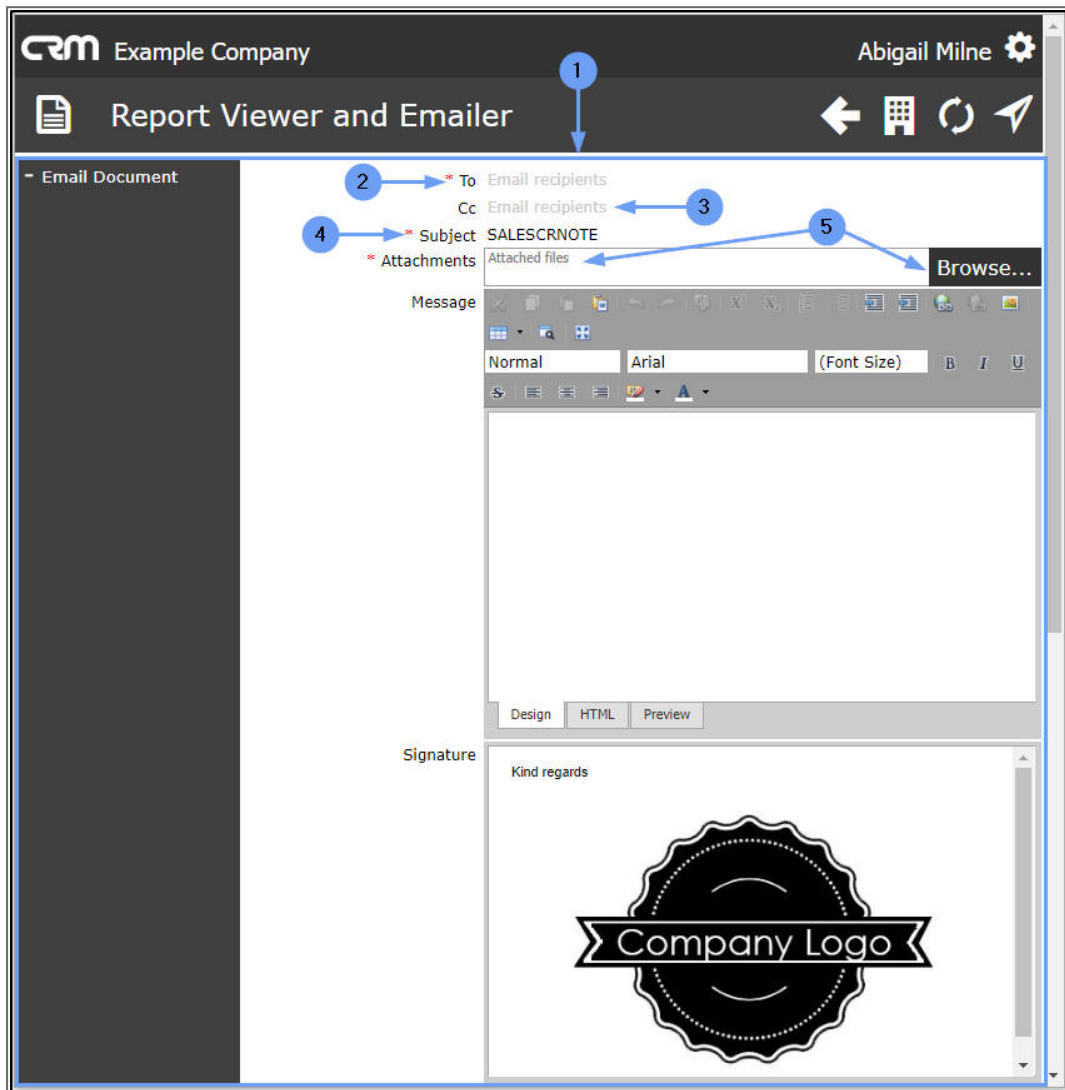 CRM Example Company
Abigail Milne
1
Report Viewer and Emailer
- Email Document
2 * To Email recipients
Cc Email recipients 3
4 * Subject SALESCRNOTE
5
* Attachments Attached files Browse...
Message
Normal Arial (Font Size) B I U
S A
Design HTML Preview
Signature
Kind regards
Company Logo